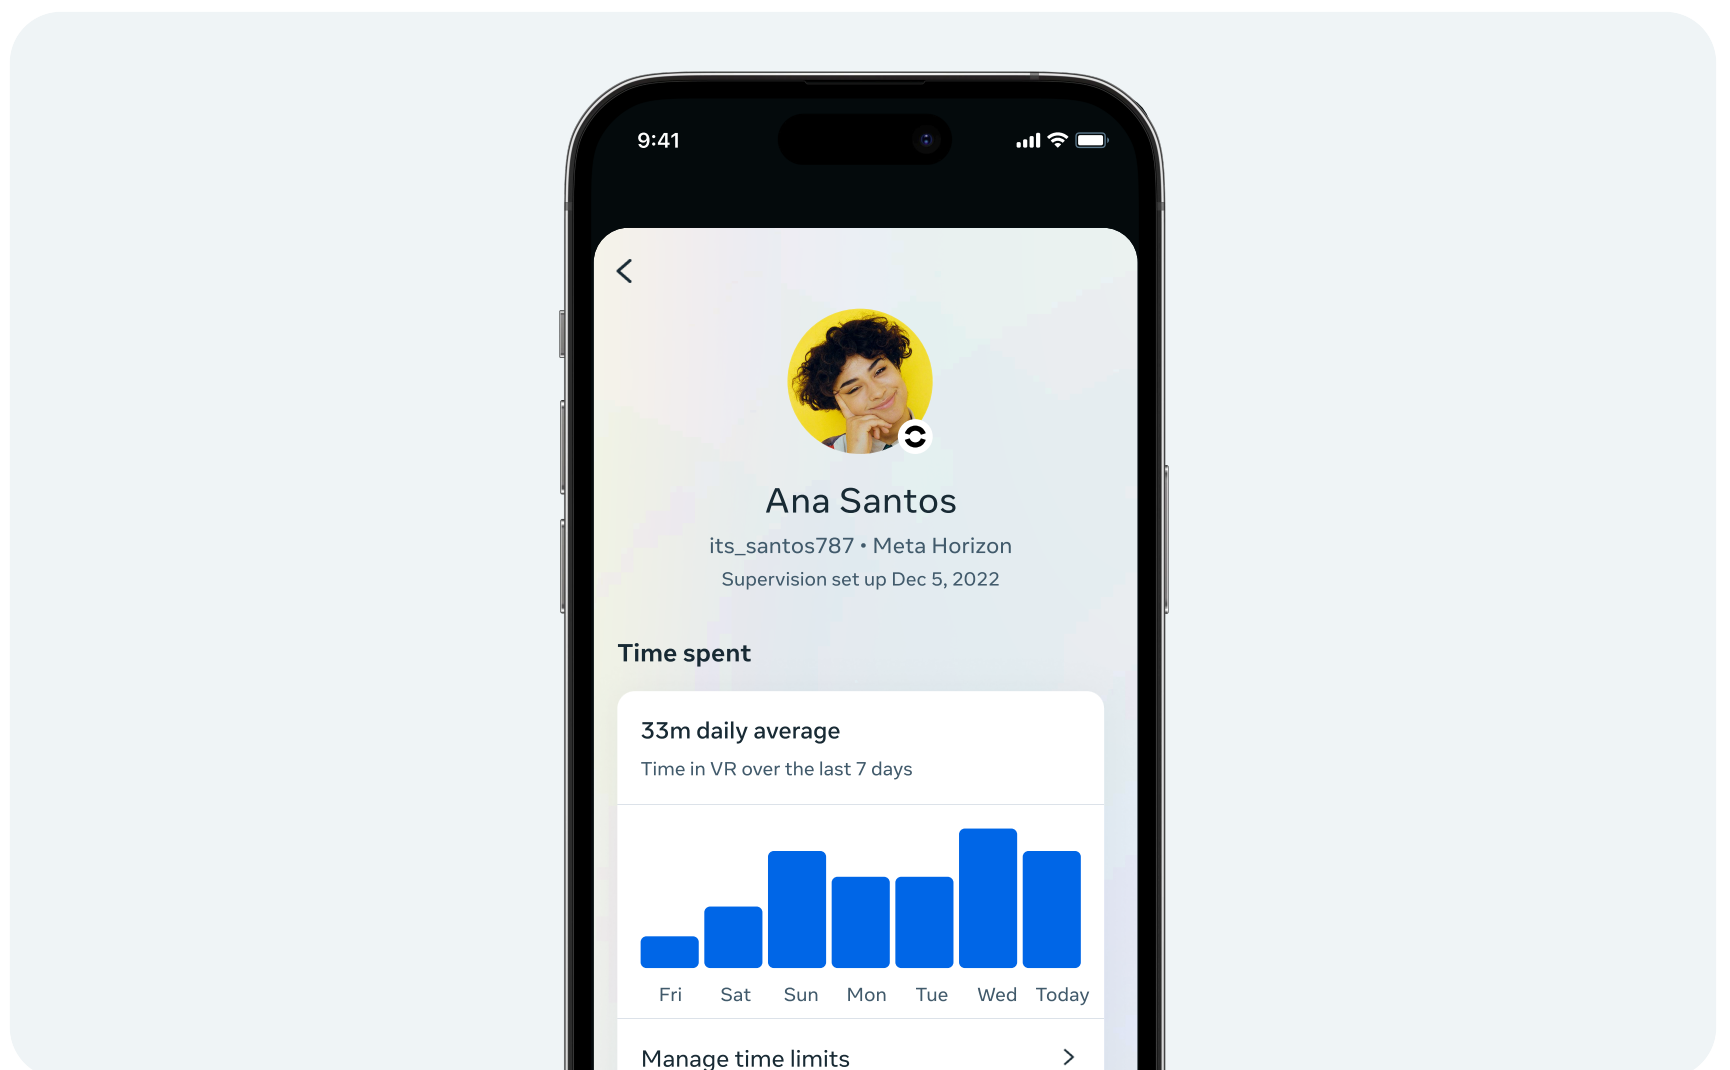 9:41
Ana Santos
its_santos787 • Meta Horizon
Supervision set up Dec 5, 2022
Time spent
33m daily average
Time in VR over the last 7 days
Fri Sat Sun Mon Tue Wed Today
Manage time limits